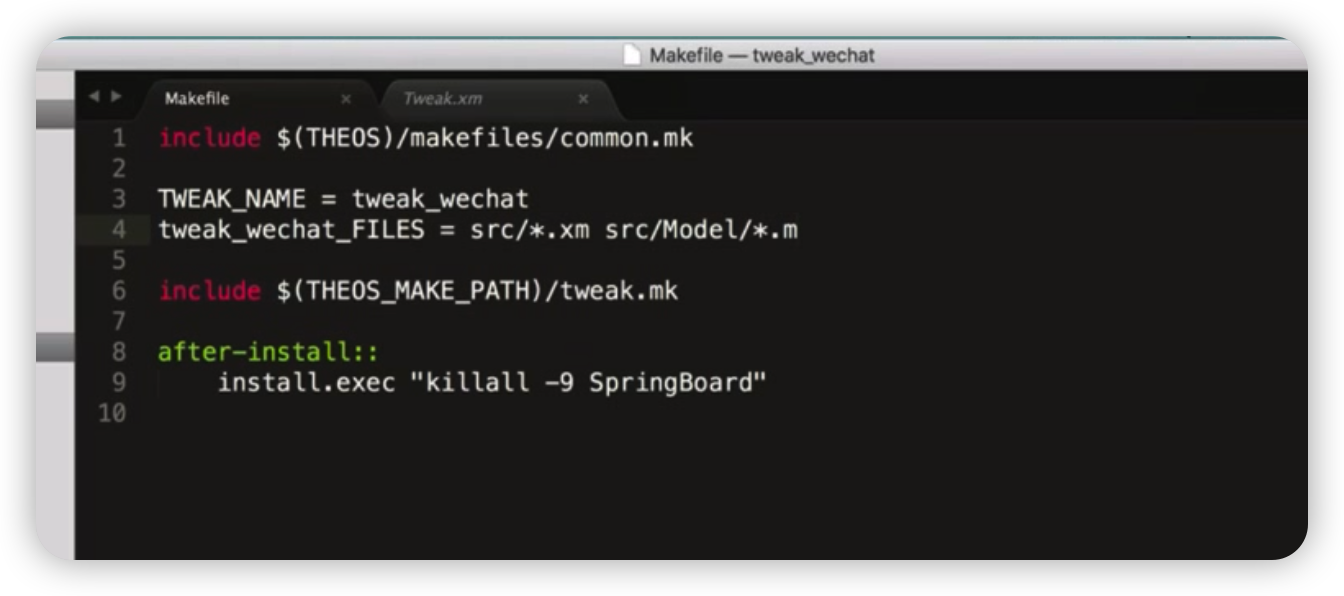 Makefile — tweak_wechat
Makefile × Tweak.xm ×
1 include $(THEOS)/makefiles/common.mk
2
3 TWEAK_NAME = tweak_wechat
4 tweak_wechat_FILES = src/*.xm src/Model/*.m
5
6 include $(THEOS_MAKE_PATH)/tweak.mk
7
8 after-install::
9     install.exec "killall -9 SpringBoard"
10